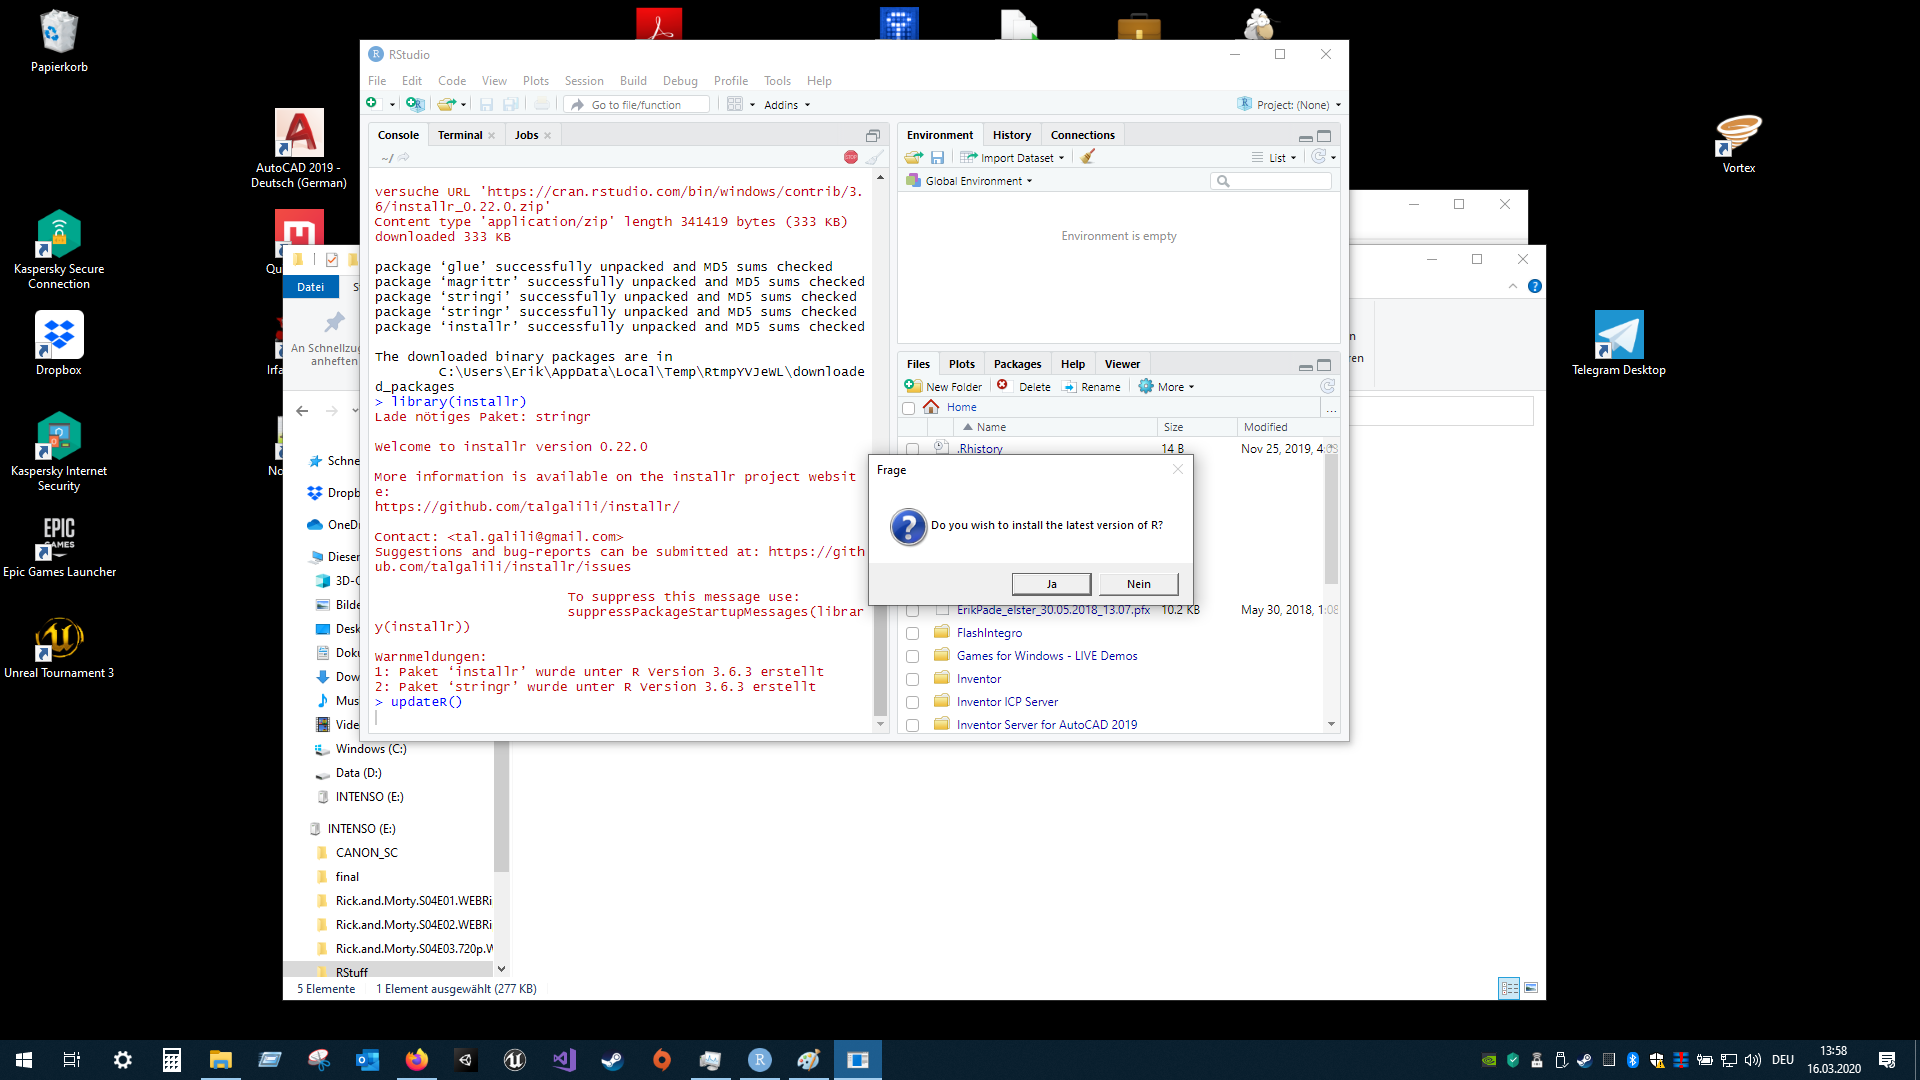 Papierkorb
AutoCAD 2019 -
Deutsch (German)
Kaspersky Secure
Connection
Dropbox
Kaspersky Internet
Security
EPIC
GAMES
Epic Games Launcher
Unreal Tournament 3
Vortex
Telegram Desktop
RStudio
File Edit Code View Plots Session Build Debug Profile Tools Help
Go to file/function
Addins
Project: (None)
Console Terminal Jobs
~/
STOP
versuche URL 'https://cran.rstudio.com/bin/windows/contrib/3.
6/installr_0.22.0.zip'
Content type 'application/zip' length 341419 bytes (333 KB)
downloaded 333 KB
package ‘glue’ successfully unpacked and MD5 sums checked
package ‘magrittr’ successfully unpacked and MD5 sums checked
package ‘stringi’ successfully unpacked and MD5 sums checked
package ‘stringr’ successfully unpacked and MD5 sums checked
package ‘installr’ successfully unpacked and MD5 sums checked
The downloaded binary packages are in
C:\Users\Erik\AppData\Local\Temp\RtmpYVJeWL\downloade
d_packages
> library(installr)
Lade nötiges Paket: stringr
Welcome to installr version 0.22.0
More information is available on the installr project websit
e:
https://github.com/talgalili/installr/
Contact: <tal.galili@gmail.com>
Suggestions and bug-reports can be submitted at: https://gith
ub.com/talgalili/installr/issues
To suppress this message use:
suppressPackageStartupMessages(librar
y(installr))
Warnmeldungen:
1: Paket ‘installr’ wurde unter R Version 3.6.3 erstellt
2: Paket ‘stringr’ wurde unter R Version 3.6.3 erstellt
> updateR()
Environment History Connections
Import Dataset
List
Global Environment
Environment is empty
Files Plots Packages Help Viewer
New Folder Delete Rename More
Home
...
Name Size Modified
.Rhistory 14 B Nov 25, 2019, 4:03
ErikPade_elster_30.05.2018_13.07.pfx 10.2 KB May 30, 2018, 1:08
FlashIntegro
Games for Windows - LIVE Demos
Inventor
Inventor ICP Server
Inventor Server for AutoCAD 2019
Frage
Do you wish to install the latest version of R?
Ja Nein
Datei
An Schnellzug
anheften
Schne
Dropb
OneDr
Dieser
3D-O
Bilde
Desk
Doku
Dow
Mus
Vide
Windows (C:)
Data (D:)
INTENSO (E:)
INTENSO (E:)
CANON_SC
final
Rick.and.Morty.S04E01.WEBRi
Rick.and.Morty.S04E02.WEBRi
Rick.and.Morty.S04E03.720p.W
RStuff
5 Elemente 1 Element ausgewählt (277 KB)
DEU
13:58
16.03.2020